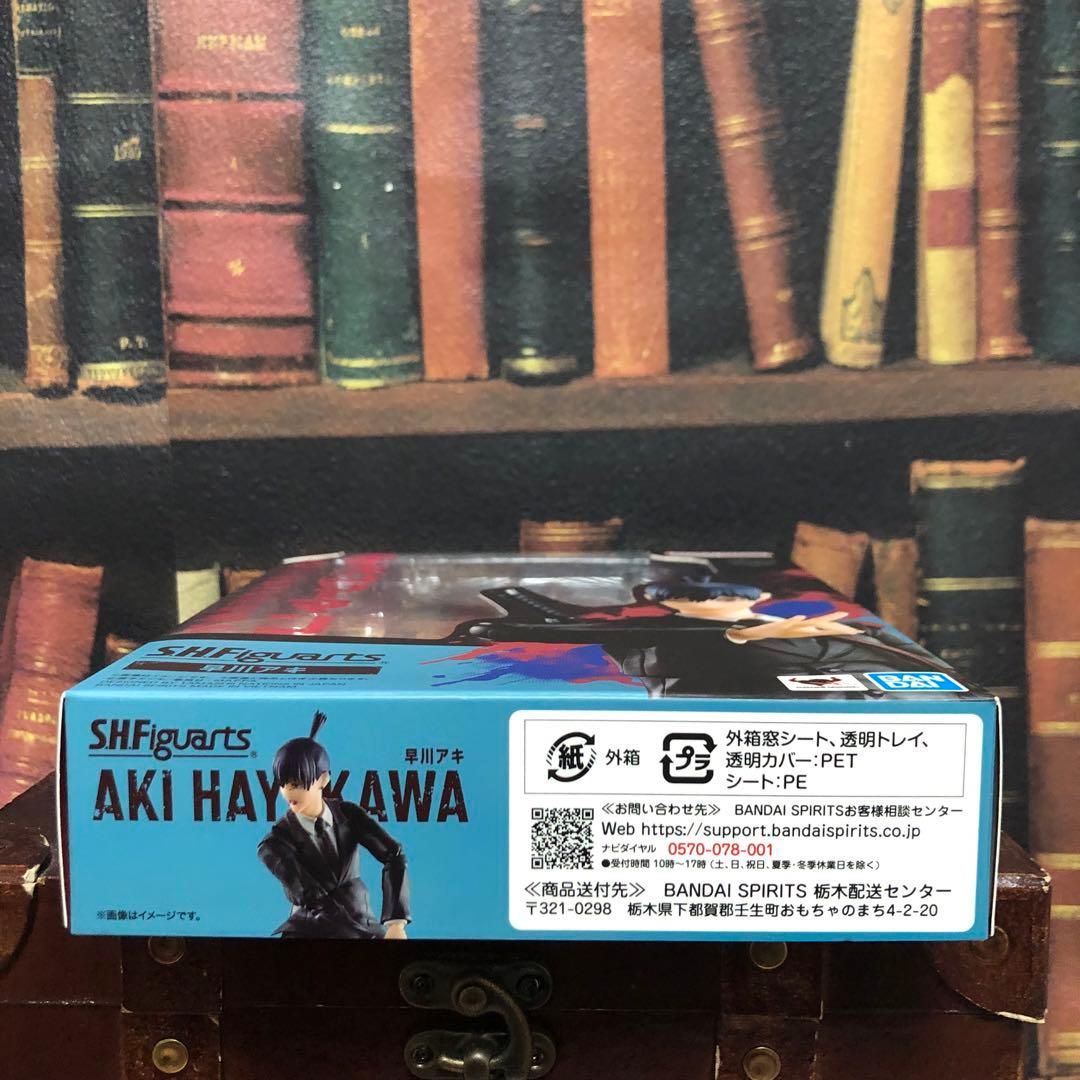 S.H.Figuarts
早川アキ
BANDAI
S.H.Figuarts
早川アキ
AKI HAYAKAWA
※画像はイメージです。
紙 外箱
プラ 外箱窓シート、透明トレイ、
透明カバー:PET
シート:PE
≪お問い合わせ先≫ BANDAI SPIRITSお客様相談センター
Web https://support.bandaispirits.co.jp
ナビダイヤル 0570-078-001
●受付時間 10時〜17時(土、日、祝日、夏季・冬季休業日を除く)
≪商品送付先≫ BANDAI SPIRITS 栃木配送センター
〒321-0298 栃木県下都賀郡壬生町おもちゃのまち4-2-20